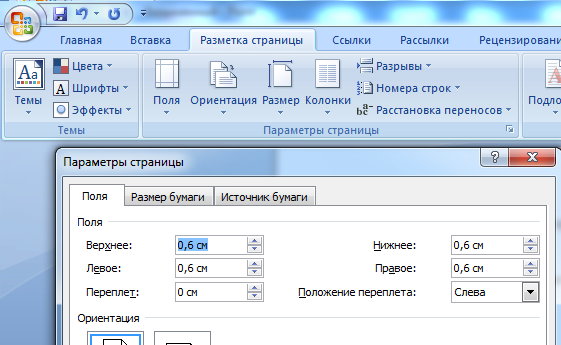 Главная Вставка Разметка страницы Ссылки Рассылки Рецензировани
Цвета Разрывы
Шрифты Номера строк
Темы Эффекты Поля Ориентация Размер Колонки Расстановка переносов Подло
Темы Параметры страницы
Параметры страницы
Поля Размер бумаги Источник бумаги
Поля
Верхнее: 0,6 см Нижнее: 0,6 см
Левое: 0,6 см Правое: 0,6 см
Переплет: 0 см Положение переплета: Слева
Ориентация